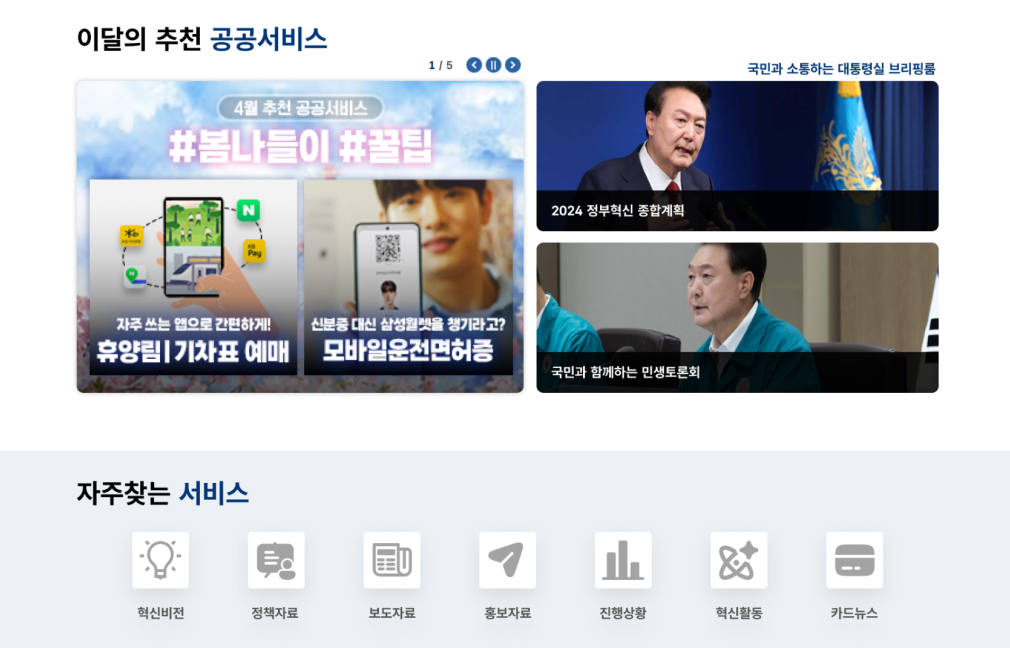 이달의 추천 공공서비스
1 / 5
국민과 소통하는 대통령실 브리핑룸
4월 추천 공공서비스
#봄나들이 #꿀팁
N
Pay
자주 쓰는 앱으로 간편하게!
휴양림 | 기차표 예매
신분증 대신 삼성월렛을 챙기라고?
모바일운전면허증
2024 정부혁신 종합계획
국민과 함께하는 민생토론회
자주찾는 서비스
혁신비전
정책자료
보도자료
홍보자료
진행상황
혁신활동
카드뉴스